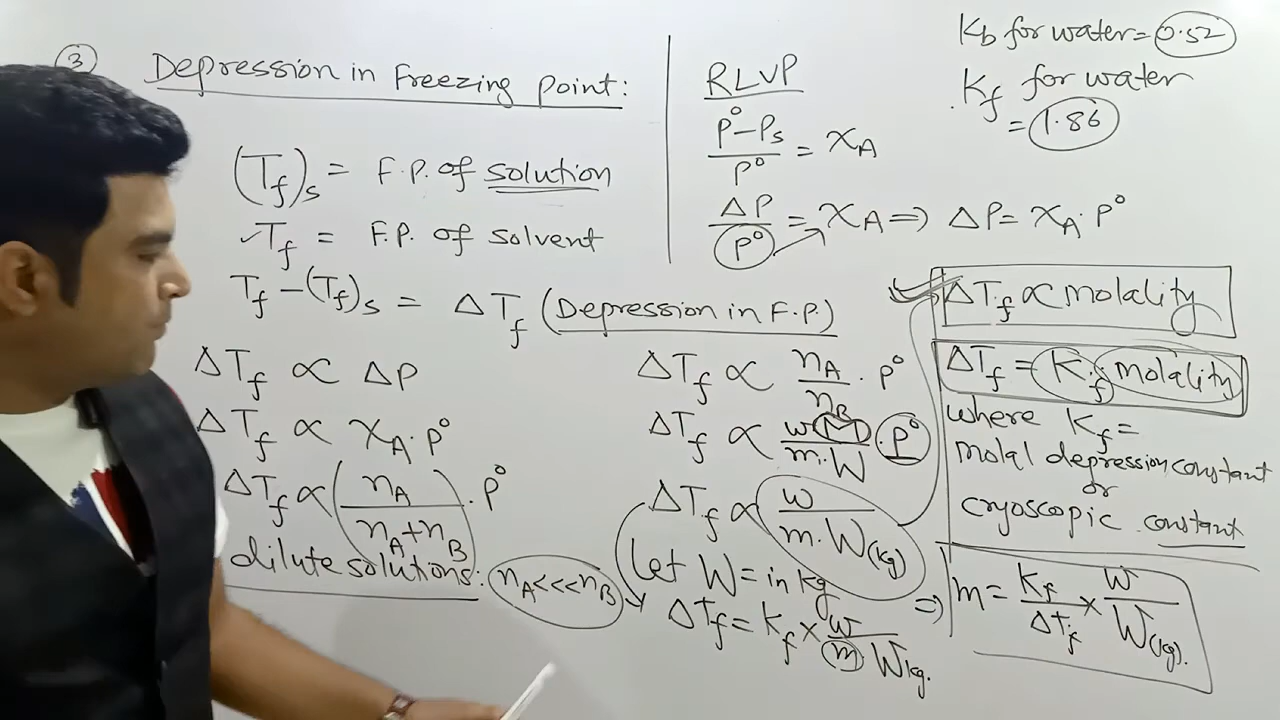 ③ Depression in Freezing Point:
(Tf)s = F.P. of solution
✓Tf = F.P. of solvent
Tf − (Tf)s = ΔTf (Depression in F.P.)
ΔTf ∝ ΔP
ΔTf ∝ XA. P°
ΔTf ∝ (nA / nA+nB) . P°
dilute solutions: nA<<<nB
RLVP
P°−Ps / P° = XA
ΔP / P° = XA ⇒ ΔP = XA. P°
ΔTf ∝ nA / nB . P°
ΔTf ∝ w(M) / m.W . P°
ΔTf ∝ w / m.W(kg)
Let W = in kg
ΔTf = Kf × w / m W kg.
Kb for water = 0.52
Kf for water
= 1.86
ΔTf ∝ molality
ΔTf = Kf molality
where Kf =
molal depression constant
or
cryoscopic constant
⇒ m = Kf / Δtf × w / W(kg).